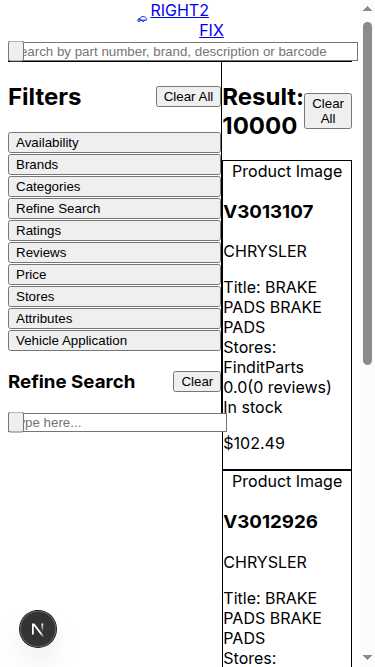 RIGHT2
FIX
earch by part number, brand, description or barcode
Filters
Clear All
Availability
Brands
Categories
Refine Search
Ratings
Reviews
Price
Stores
Attributes
Vehicle Application
Refine Search
Clear
pe here...
Result:
10000
Clear
All
Product Image
V3013107
CHRYSLER
Title: BRAKE
PADS BRAKE
PADS
Stores:
FinditParts
0.0(0 reviews)
In stock
$102.49
Product Image
V3012926
CHRYSLER
Title: BRAKE
PADS BRAKE
PADS
Stores:
N